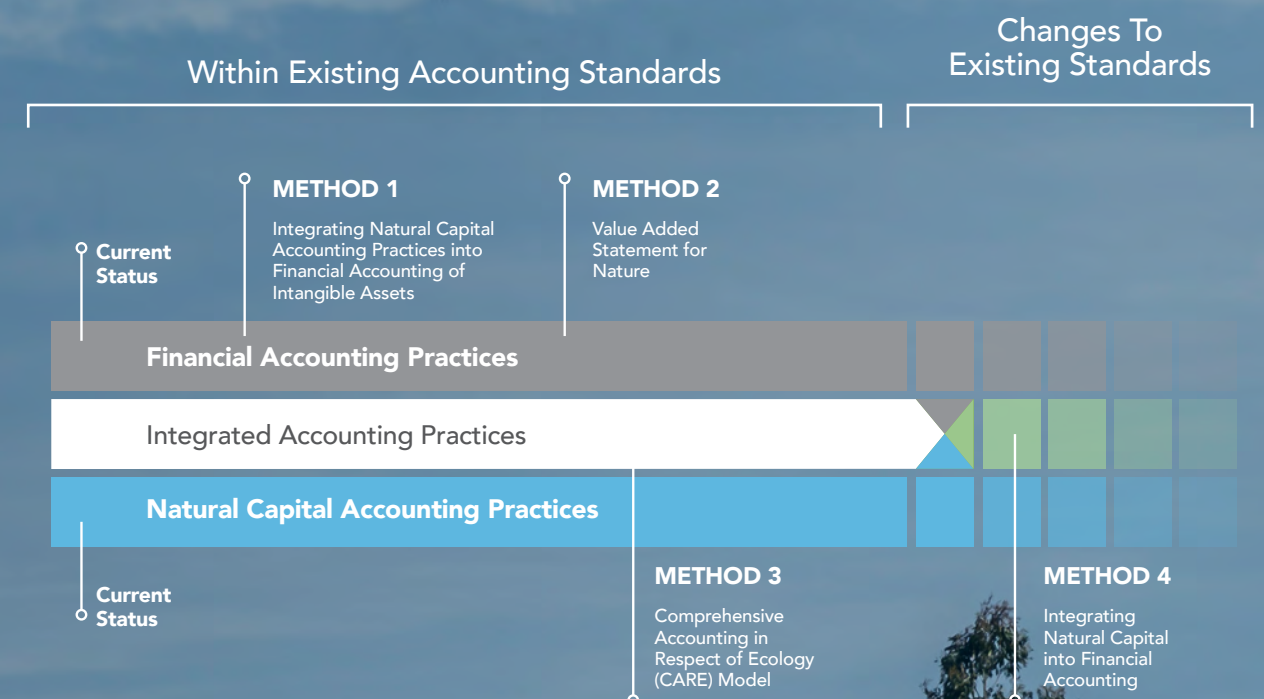 Within Existing Accounting Standards
Changes To
Existing Standards
METHOD 1
Integrating Natural Capital
Accounting Practices into
Financial Accounting of
Intangible Assets
METHOD 2
Value Added
Statement for
Nature
Current
Status
Financial Accounting Practices
Integrated Accounting Practices
Natural Capital Accounting Practices
Current
Status
METHOD 3
Comprehensive
Accounting in
Respect of Ecology
(CARE) Model
METHOD 4
Integrating
Natural Capital
into Financial
Accounting